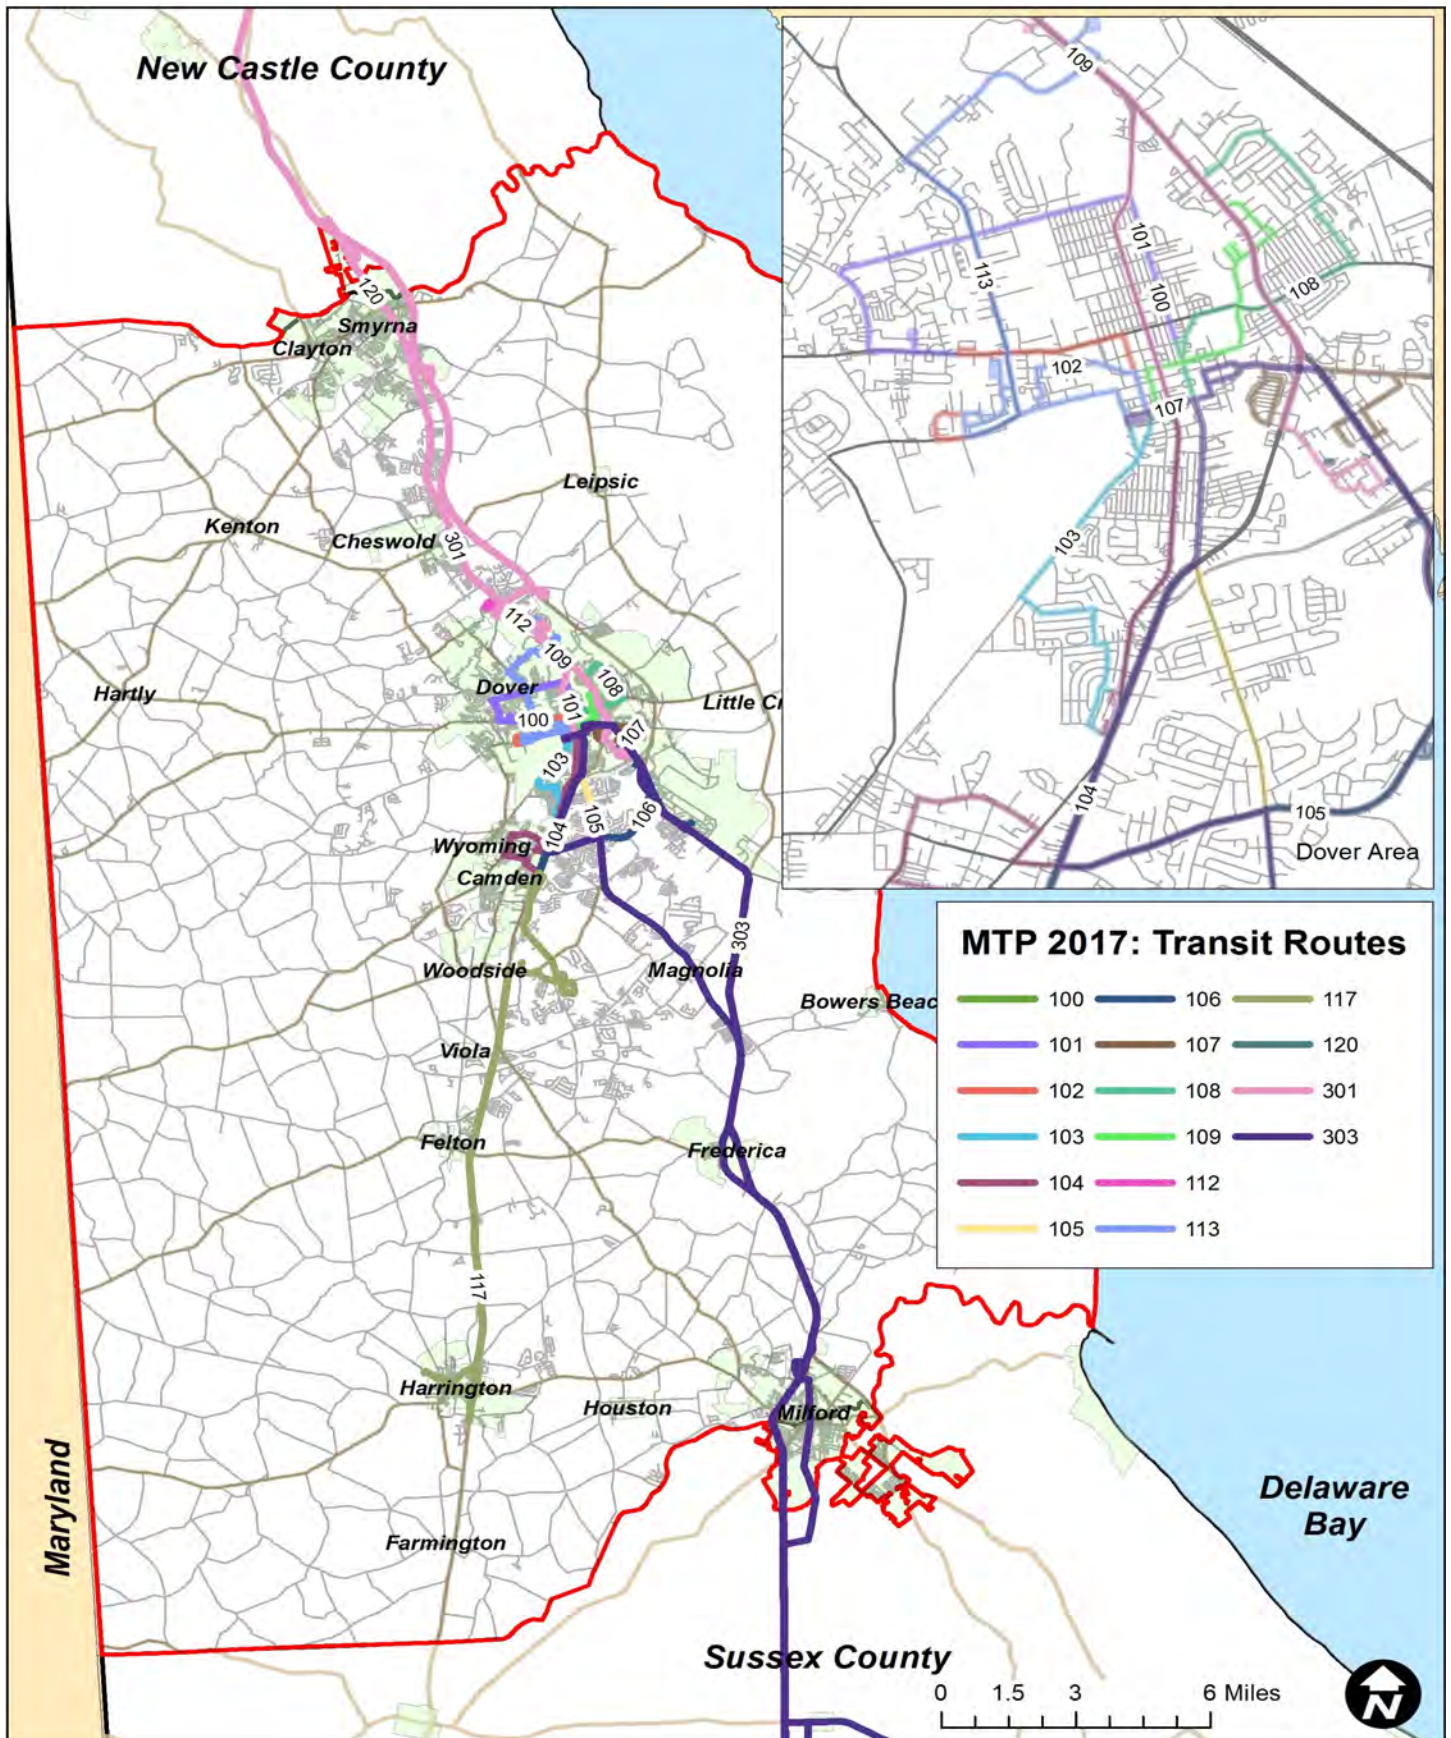 New Castle County
109
101
113
100
108
120
Smyrna
Clayton
102
107
Leipsic
Kenton
Cheswold
301
103
112
109
108
Dover
Hartly
Little C
101
100
107
103
104
105
106
105
104
Wyoming
Dover Area
Camden
303
MTP 2017: Transit Routes
Woodside
Magnolia
Bowers Beac
100 106 117
101 107 120
102 108 301
103 109 303
104 112
105 113
Viola
Felton
Frederica
117
Harrington
Houston
Milford
Maryland
Delaware
Bay
Farmington
Sussex County
0 1.5 3 6 Miles
N